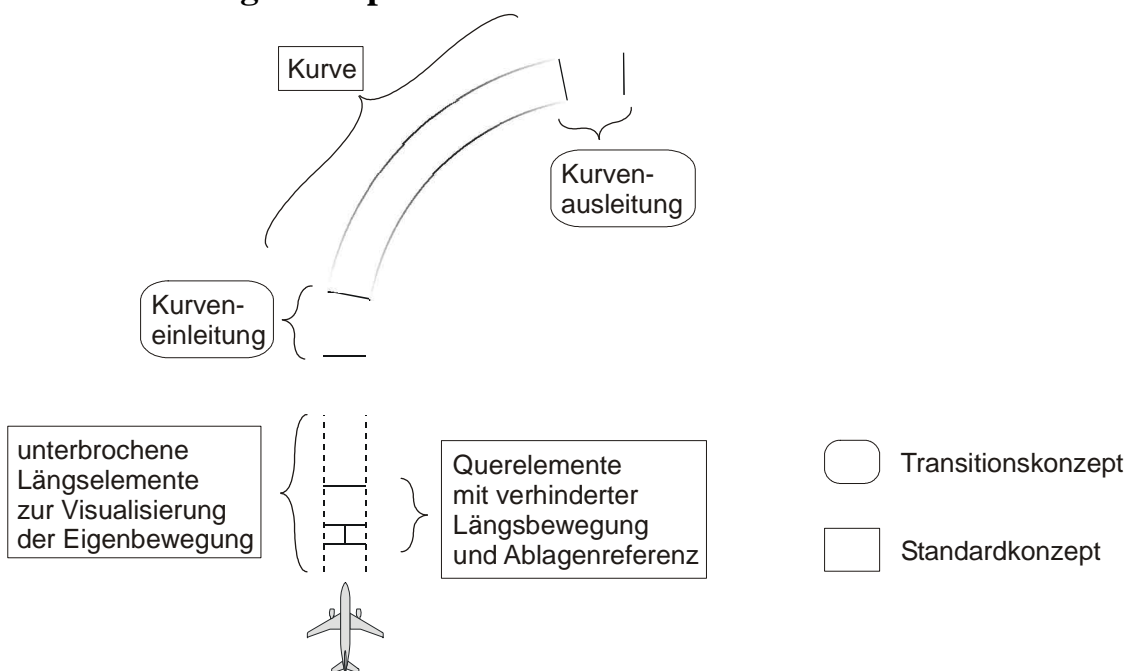 Kurve
Kurven-
ausleitung
Kurven-
einleitung
unterbrochene
Längselemente
zur Visualisierung
der Eigenbewegung
Querelemente
mit verhinderter
Längsbewegung
und Ablagenreferenz
Transitionskonzept
Standardkonzept